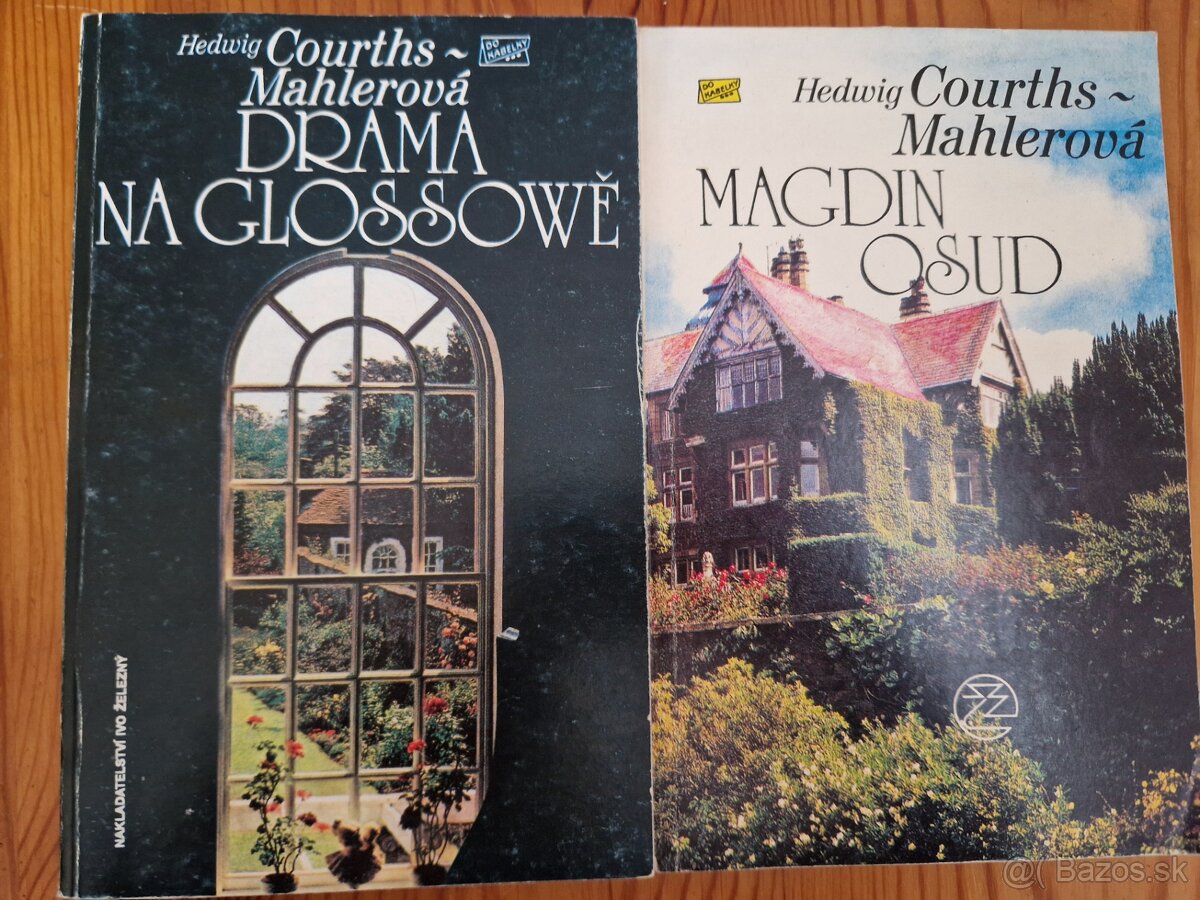 Hedwig Courths~
Mahlerová
DO KABELKY
DRAMA
NA GLOSSOWĚ
NAKLADATELSTVÍ IVO ŽELEZNÝ
DO KABELKY
Hedwig Courths~
Mahlerová
MAGDIN
OSUD
@( Bazos.sk